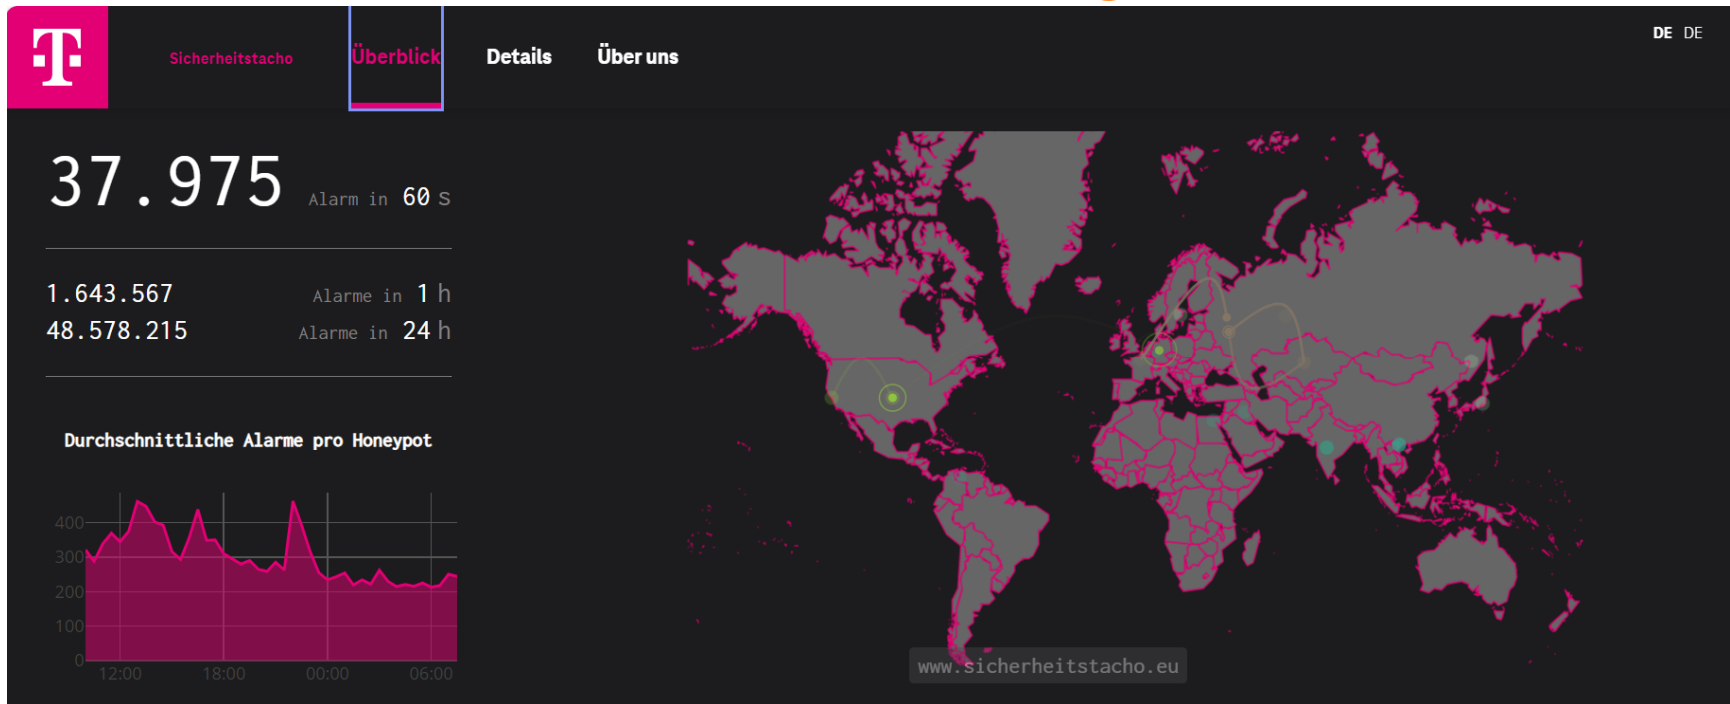 T
Sicherheitstacho
Überblick
Details
Über uns
DE DE
37.975 Alarm in 60 s
1.643.567 Alarme in 1 h
48.578.215 Alarme in 24 h
Durchschnittliche Alarme pro Honeypot
400
300
200
100
0
12:00 18:00 00:00 06:00
www.sicherheitstacho.eu